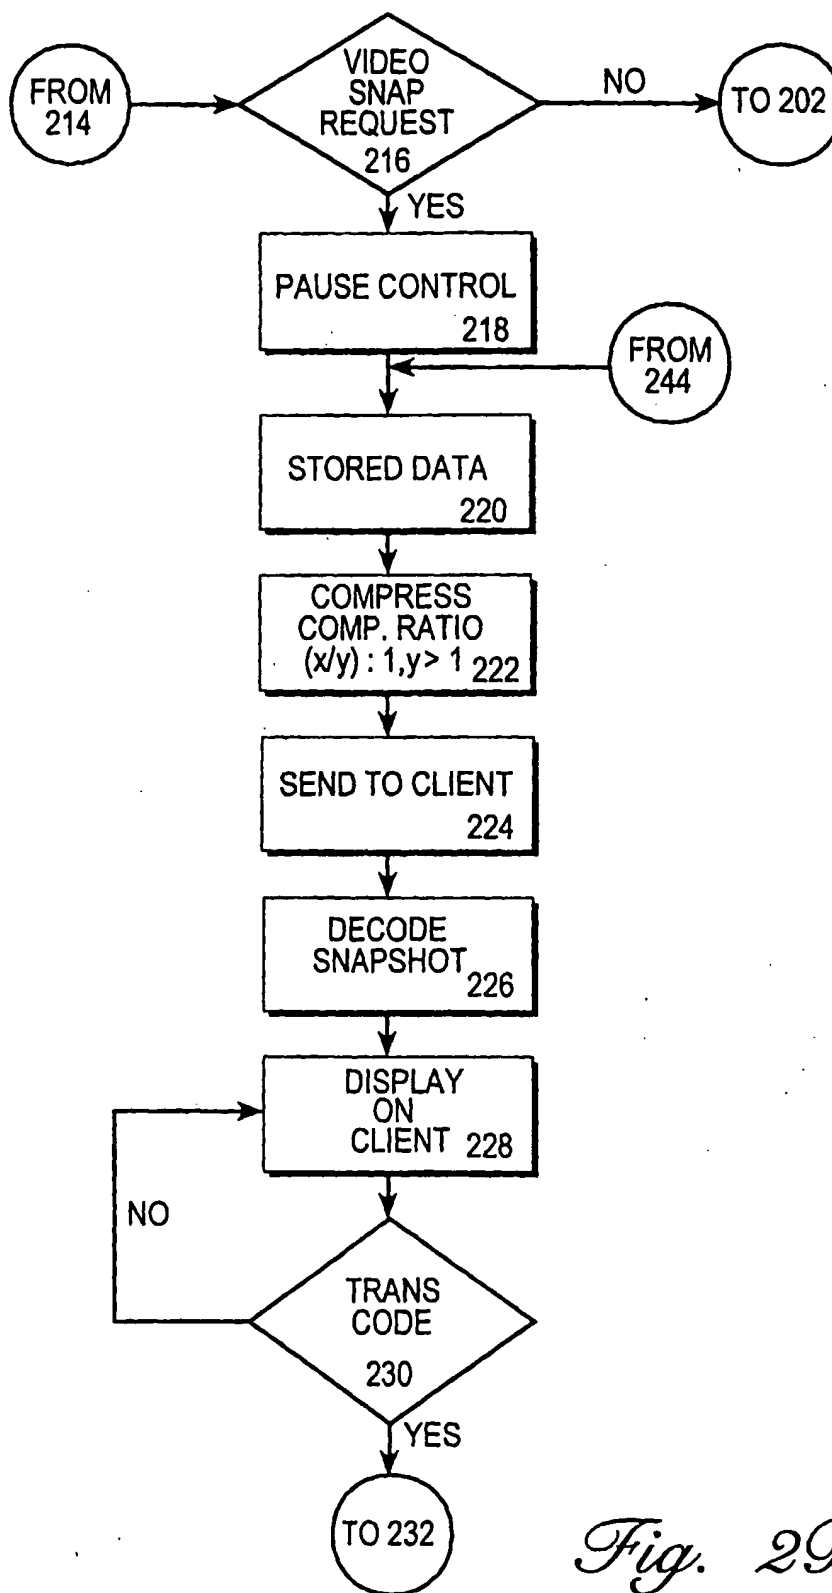 FROM
214
VIDEO
SNAP
REQUEST
216
NO
TO 202
YES
PAUSE CONTROL
218
FROM
244
STORED DATA
220
COMPRESS
COMP. RATIO
(x/y) : 1,y> 1 222
SEND TO CLIENT
224
DECODE
SNAPSHOT
226
DISPLAY
ON
CLIENT 228
NO
TRANS
CODE
230
YES
TO 232
Fig.